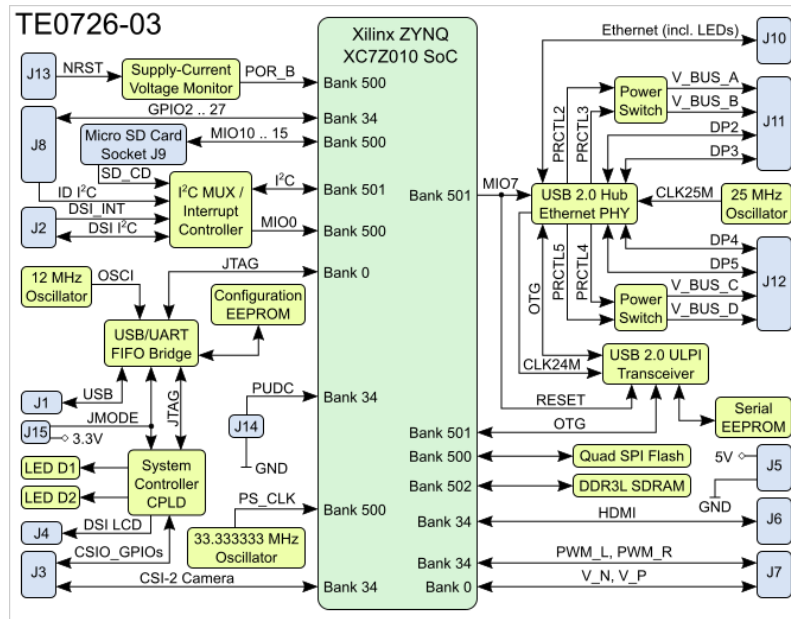 TE0726-03
Xilinx ZYNQ
XC7Z010 SoC
J13
NRST
Supply-Current
Voltage Monitor
POR_B
Bank 500
GPIO2 .. 27
Bank 34
J8
Micro SD Card
Socket J9
MIO10 .. 15
Bank 500
SD_CD
ID I²C
I²C MUX /
Interrupt
Controller
I²C
Bank 501
DSI_INT
J2
DSI I²C
MIO0
Bank 500
JTAG
Bank 0
12 MHz
Oscillator
OSCI
Configuration
EEPROM
USB/UART
FIFO Bridge
J1
USB
JTAG
PUDC
Bank 34
J14
GND
J15
JMODE
3.3V
LED D1
LED D2
System
Controller
CPLD
PS_CLK
Bank 500
33.333333 MHz
Oscillator
J4
DSI LCD
J3
CSIO_GPIOs
CSI-2 Camera
Bank 34
Ethernet (incl. LEDs)
J10
PRCTL2
PRCTL3
Power
Switch
V_BUS_A
V_BUS_B
J11
DP2
DP3
Bank 501
MIO7
USB 2.0 Hub
Ethernet PHY
CLK25M
25 MHz
Oscillator
OTG
PRCTL5
PRCTL4
DP4
DP5
J12
Power
Switch
V_BUS_C
V_BUS_D
CLK24M
USB 2.0 ULPI
Transceiver
RESET
Serial
EEPROM
Bank 501
OTG
Bank 500
Quad SPI Flash
5V
J5
GND
Bank 502
DDR3L SDRAM
Bank 34
HDMI
J6
Bank 34
PWM_L, PWM_R
J7
Bank 0
V_N, V_P